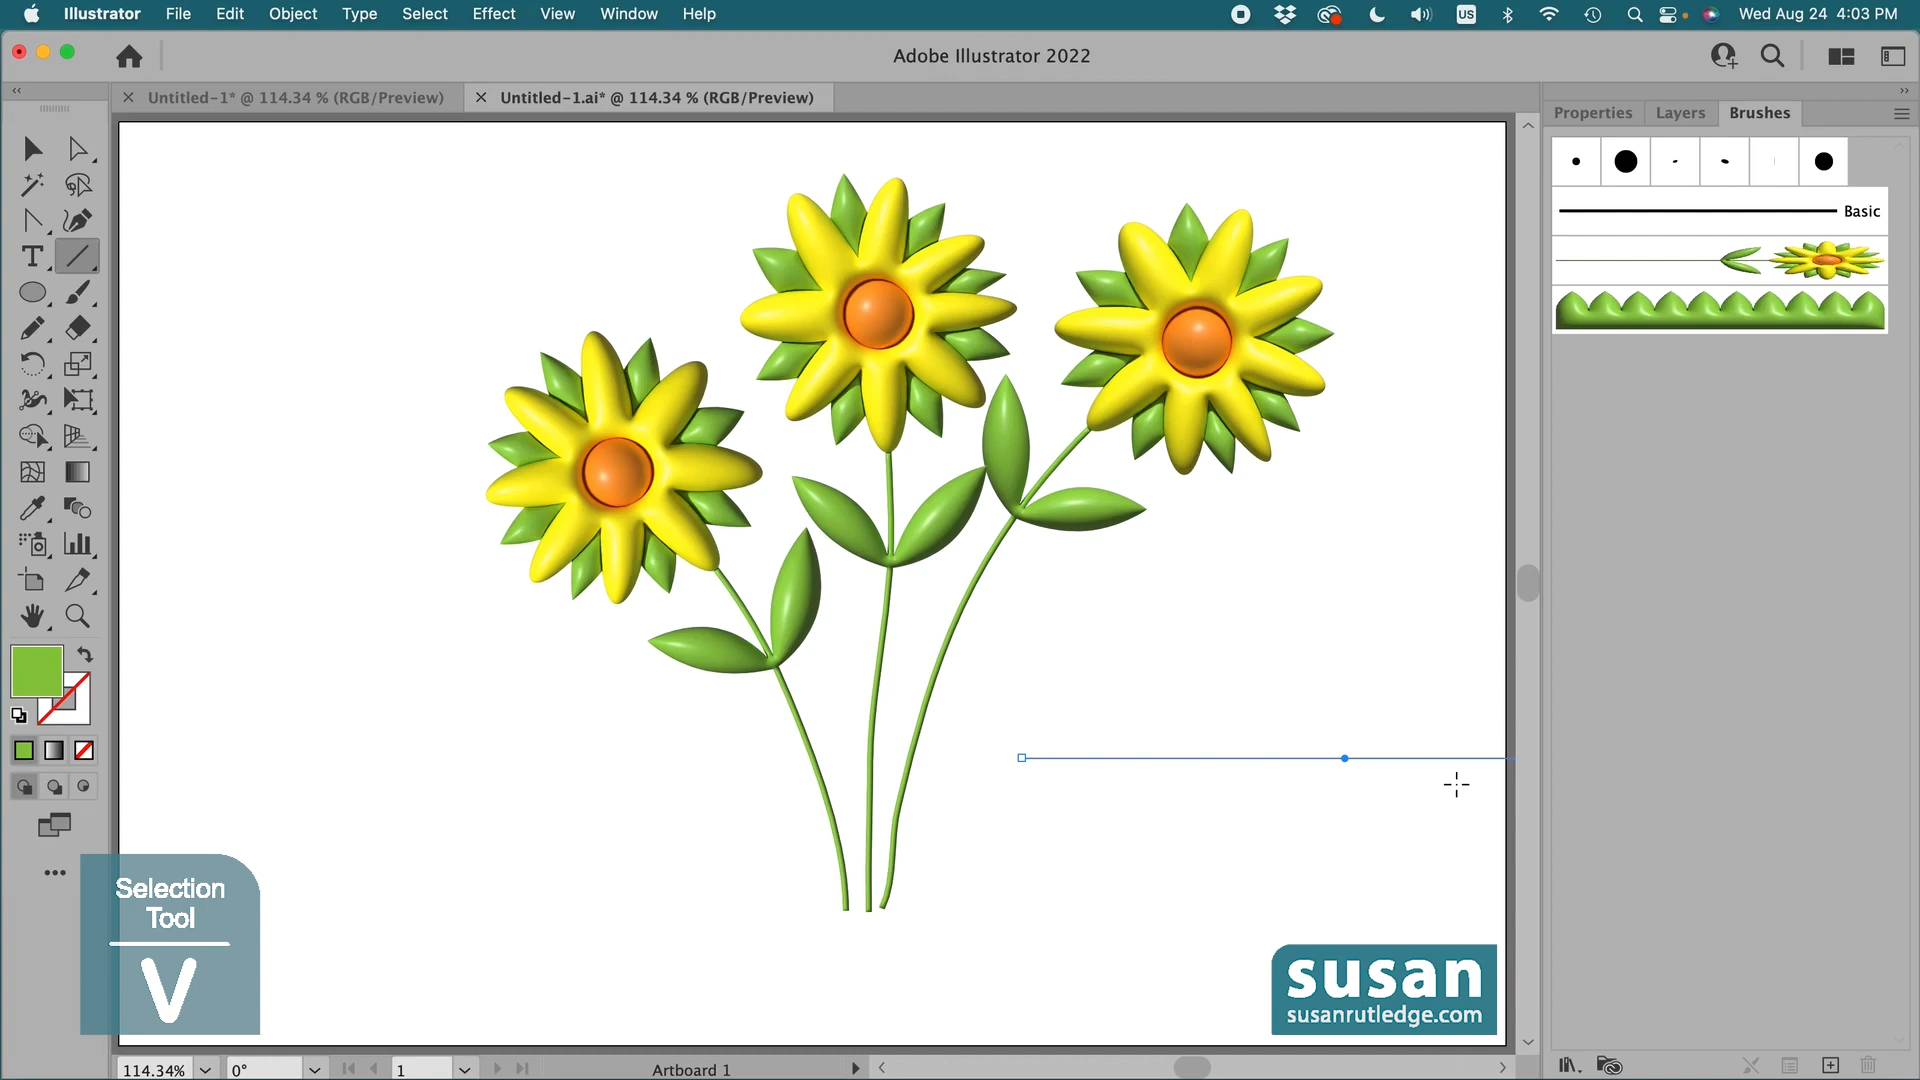 Illustrator File Edit Object Type Select Effect View Window Help US Wed Aug 24 4:03 PM
Adobe Illustrator 2022
Untitled-1* @ 114.34 % (RGB/Preview) Untitled-1.ai* @ 114.34 % (RGB/Preview)
Properties Layers Brushes
Basic
Selection
Tool
V
susan
susanrutledge.com
114.34% 0° 1 Artboard 1